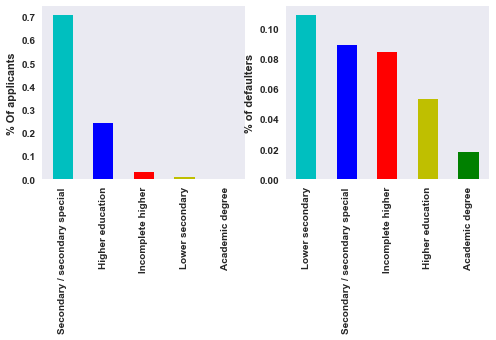 % Of applicants
0.7
0.6
0.5
0.4
0.3
0.2
0.1
0.0
Secondary / secondary special
Higher education
Incomplete higher
Lower secondary
Academic degree
% of defaulters
0.10
0.08
0.06
0.04
0.02
0.00
Lower secondary
Secondary / secondary special
Incomplete higher
Higher education
Academic degree